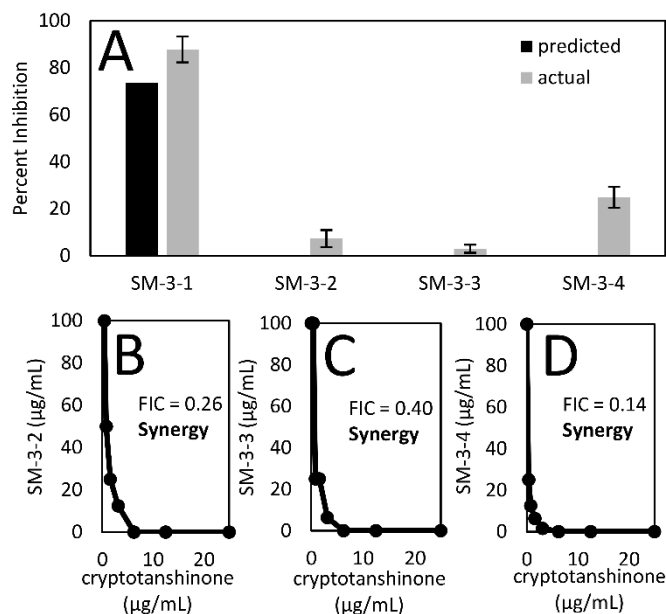 100
80
60
40
20
0
Percent Inhibition
A
predicted
actual
SM-3-1 SM-3-2 SM-3-3 SM-3-4
100
80
60
40
20
0
SM-3-2 (µg/mL)
B
FIC = 0.26
Synergy
0 10 20
cryptotanshinone
(µg/mL)
100
80
60
40
20
0
SM-3-3 (µg/mL)
C
FIC = 0.40
Synergy
0 10 20
cryptotanshinone
(µg/mL)
100
80
60
40
20
0
SM-3-4 (µg/mL)
D
FIC = 0.14
Synergy
0 10 20
cryptotanshinone
(µg/mL)